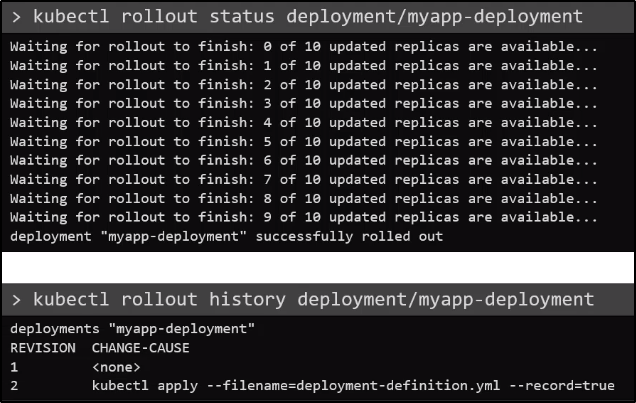 > kubectl rollout status deployment/myapp-deployment
Waiting for rollout to finish: 0 of 10 updated replicas are available...
Waiting for rollout to finish: 1 of 10 updated replicas are available...
Waiting for rollout to finish: 2 of 10 updated replicas are available...
Waiting for rollout to finish: 3 of 10 updated replicas are available...
Waiting for rollout to finish: 4 of 10 updated replicas are available...
Waiting for rollout to finish: 5 of 10 updated replicas are available...
Waiting for rollout to finish: 6 of 10 updated replicas are available...
Waiting for rollout to finish: 7 of 10 updated replicas are available...
Waiting for rollout to finish: 8 of 10 updated replicas are available...
Waiting for rollout to finish: 9 of 10 updated replicas are available...
deployment "myapp-deployment" successfully rolled out
> kubectl rollout history deployment/myapp-deployment
deployments "myapp-deployment"
REVISION CHANGE-CAUSE
1 <none>
2 kubectl apply --filename=deployment-definition.yml --record=true